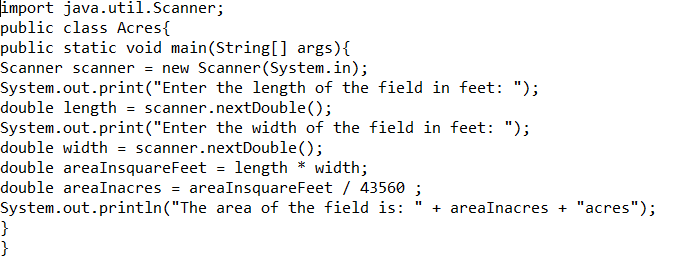 import java.util.Scanner;
public class Acres{
public static void main(String[] args){
Scanner scanner = new Scanner(System.in);
System.out.print("Enter the length of the field in feet: ");
double length = scanner.nextDouble();
System.out.print("Enter the width of the field in feet: ");
double width = scanner.nextDouble();
double areaInsquareFeet = length * width;
double areaInacres = areaInsquareFeet / 43560 ;
System.out.println("The area of the field is: " + areaInacres + "acres");
}
}